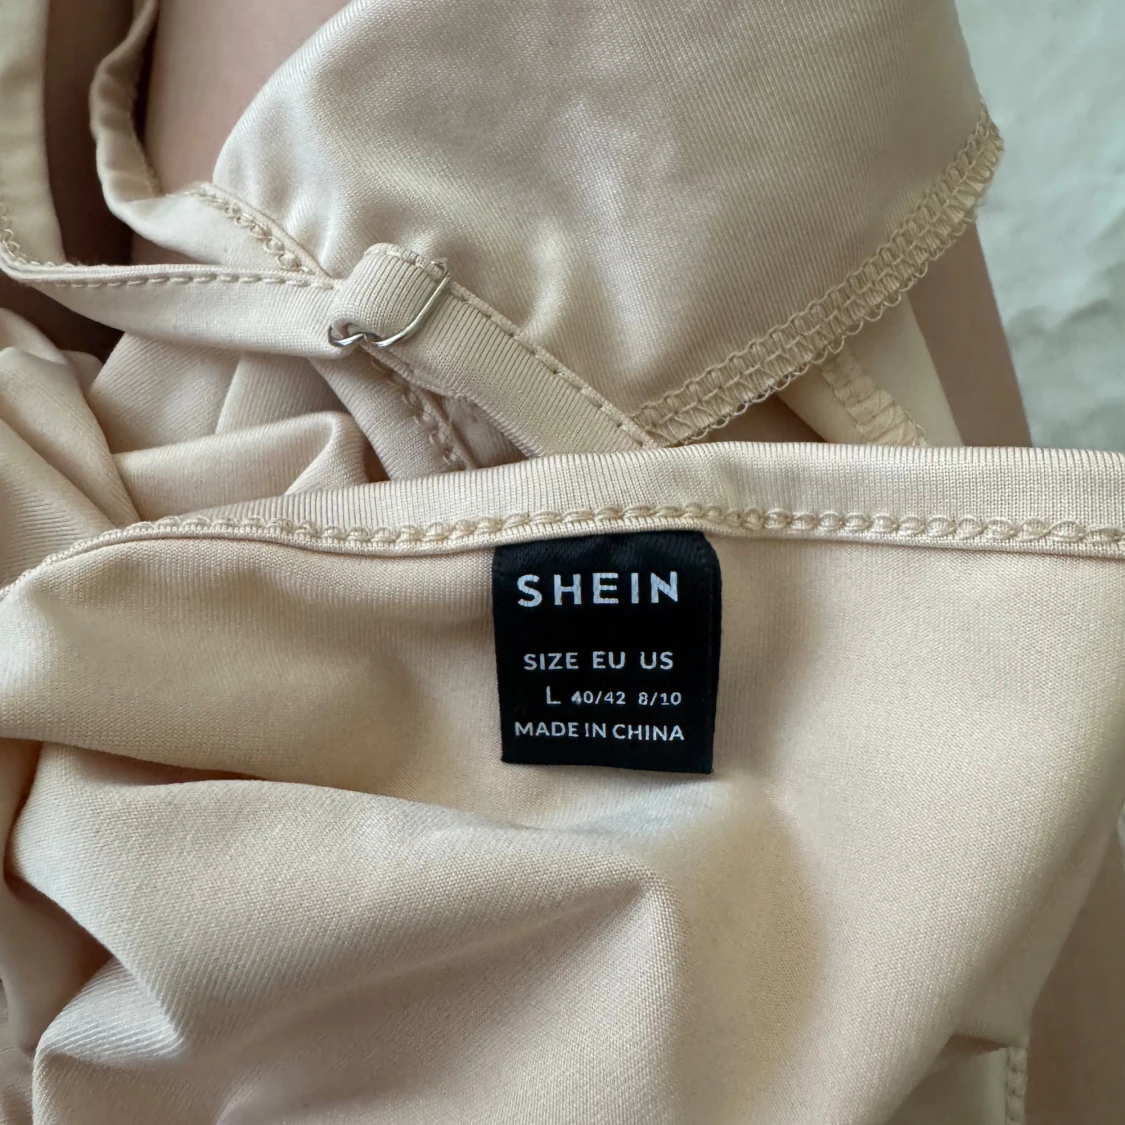 SHEIN
SIZE EU US
L 40/42 8/10
MADE IN CHINA